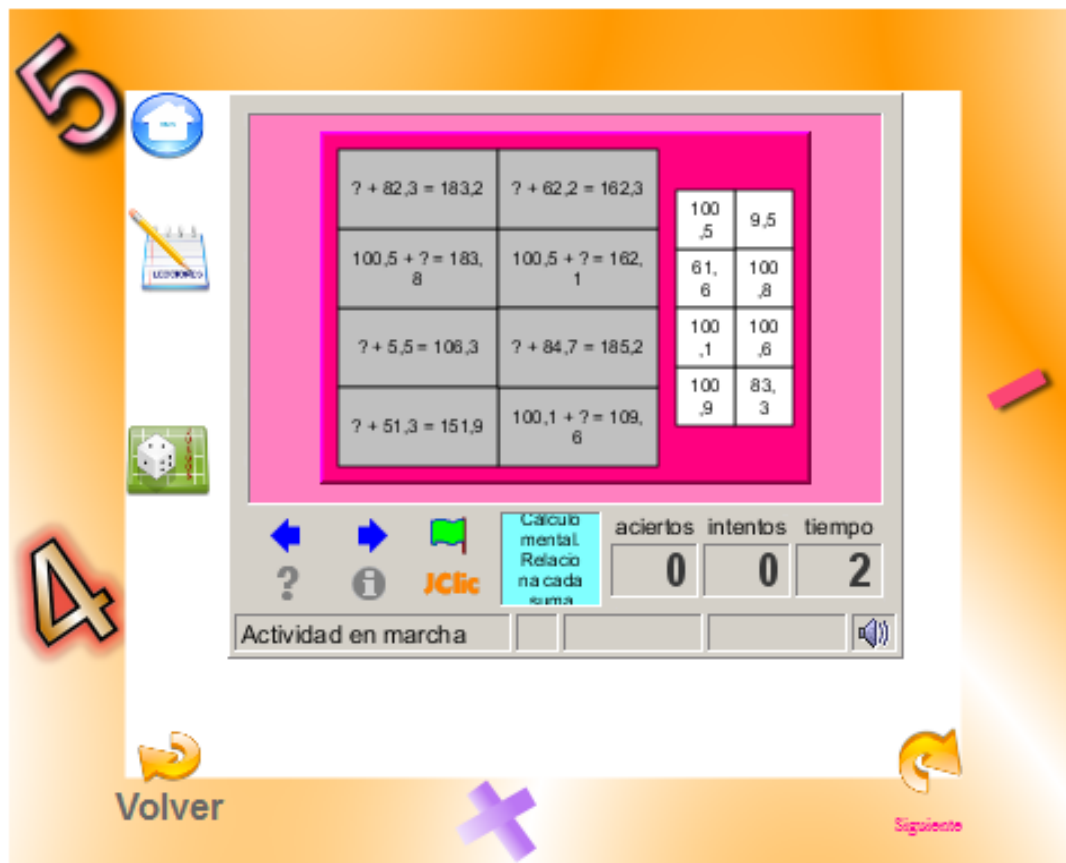 5
? + 82,3 = 183,2
? + 62,2 = 162,3
100
,5
9,5
100,5 + ? = 183,
8
100,5 + ? = 162,
1
61,
6
100
,8
? + 5,5 = 106,3
? + 84,7 = 185,2
100
,1
100
,6
? + 51,3 = 151,9
100,1 + ? = 109,
6
100
,9
83,
3
LECCIONES
JUEGOS
4
?
i
JClic
Cálculo
mental.
Relacio
na cada
suma
aciertos
intentos
tiempo
0
0
2
Actividad en marcha
Volver
Siguiente